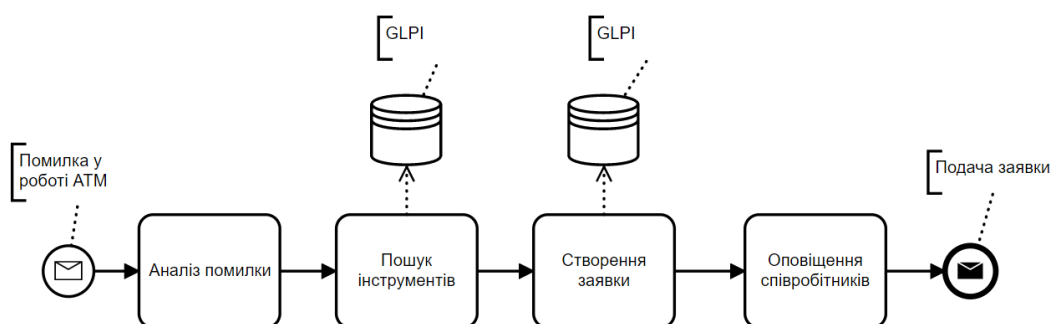 GLPI
GLPI
Помилка у
роботі АТМ
Подача заявки
Аналіз помилки
Пошук
інструментів
Створення
заявки
Оповіщення
співробітників